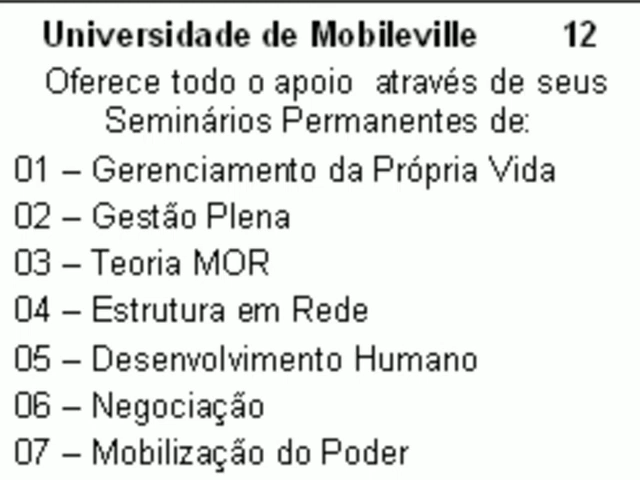 Universidade de Mobileville 12
Oferece todo o apoio através de seus
Seminários Permanentes de:
01 – Gerenciamento da Própria Vida
02 – Gestão Plena
03 – Teoria MOR
04 – Estrutura em Rede
05 – Desenvolvimento Humano
06 – Negociação
07 – Mobilização do Poder